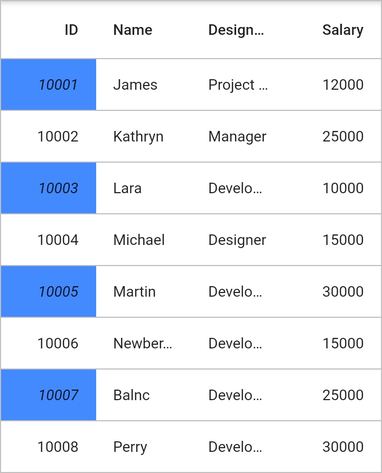 ID Name Design... Salary
10001 James Project ... 12000
10002 Kathryn Manager 25000
10003 Lara Develo... 10000
10004 Michael Designer 15000
10005 Martin Develo... 30000
10006 Newber... Develo... 15000
10007 Balnc Develo... 25000
10008 Perry Develo... 30000